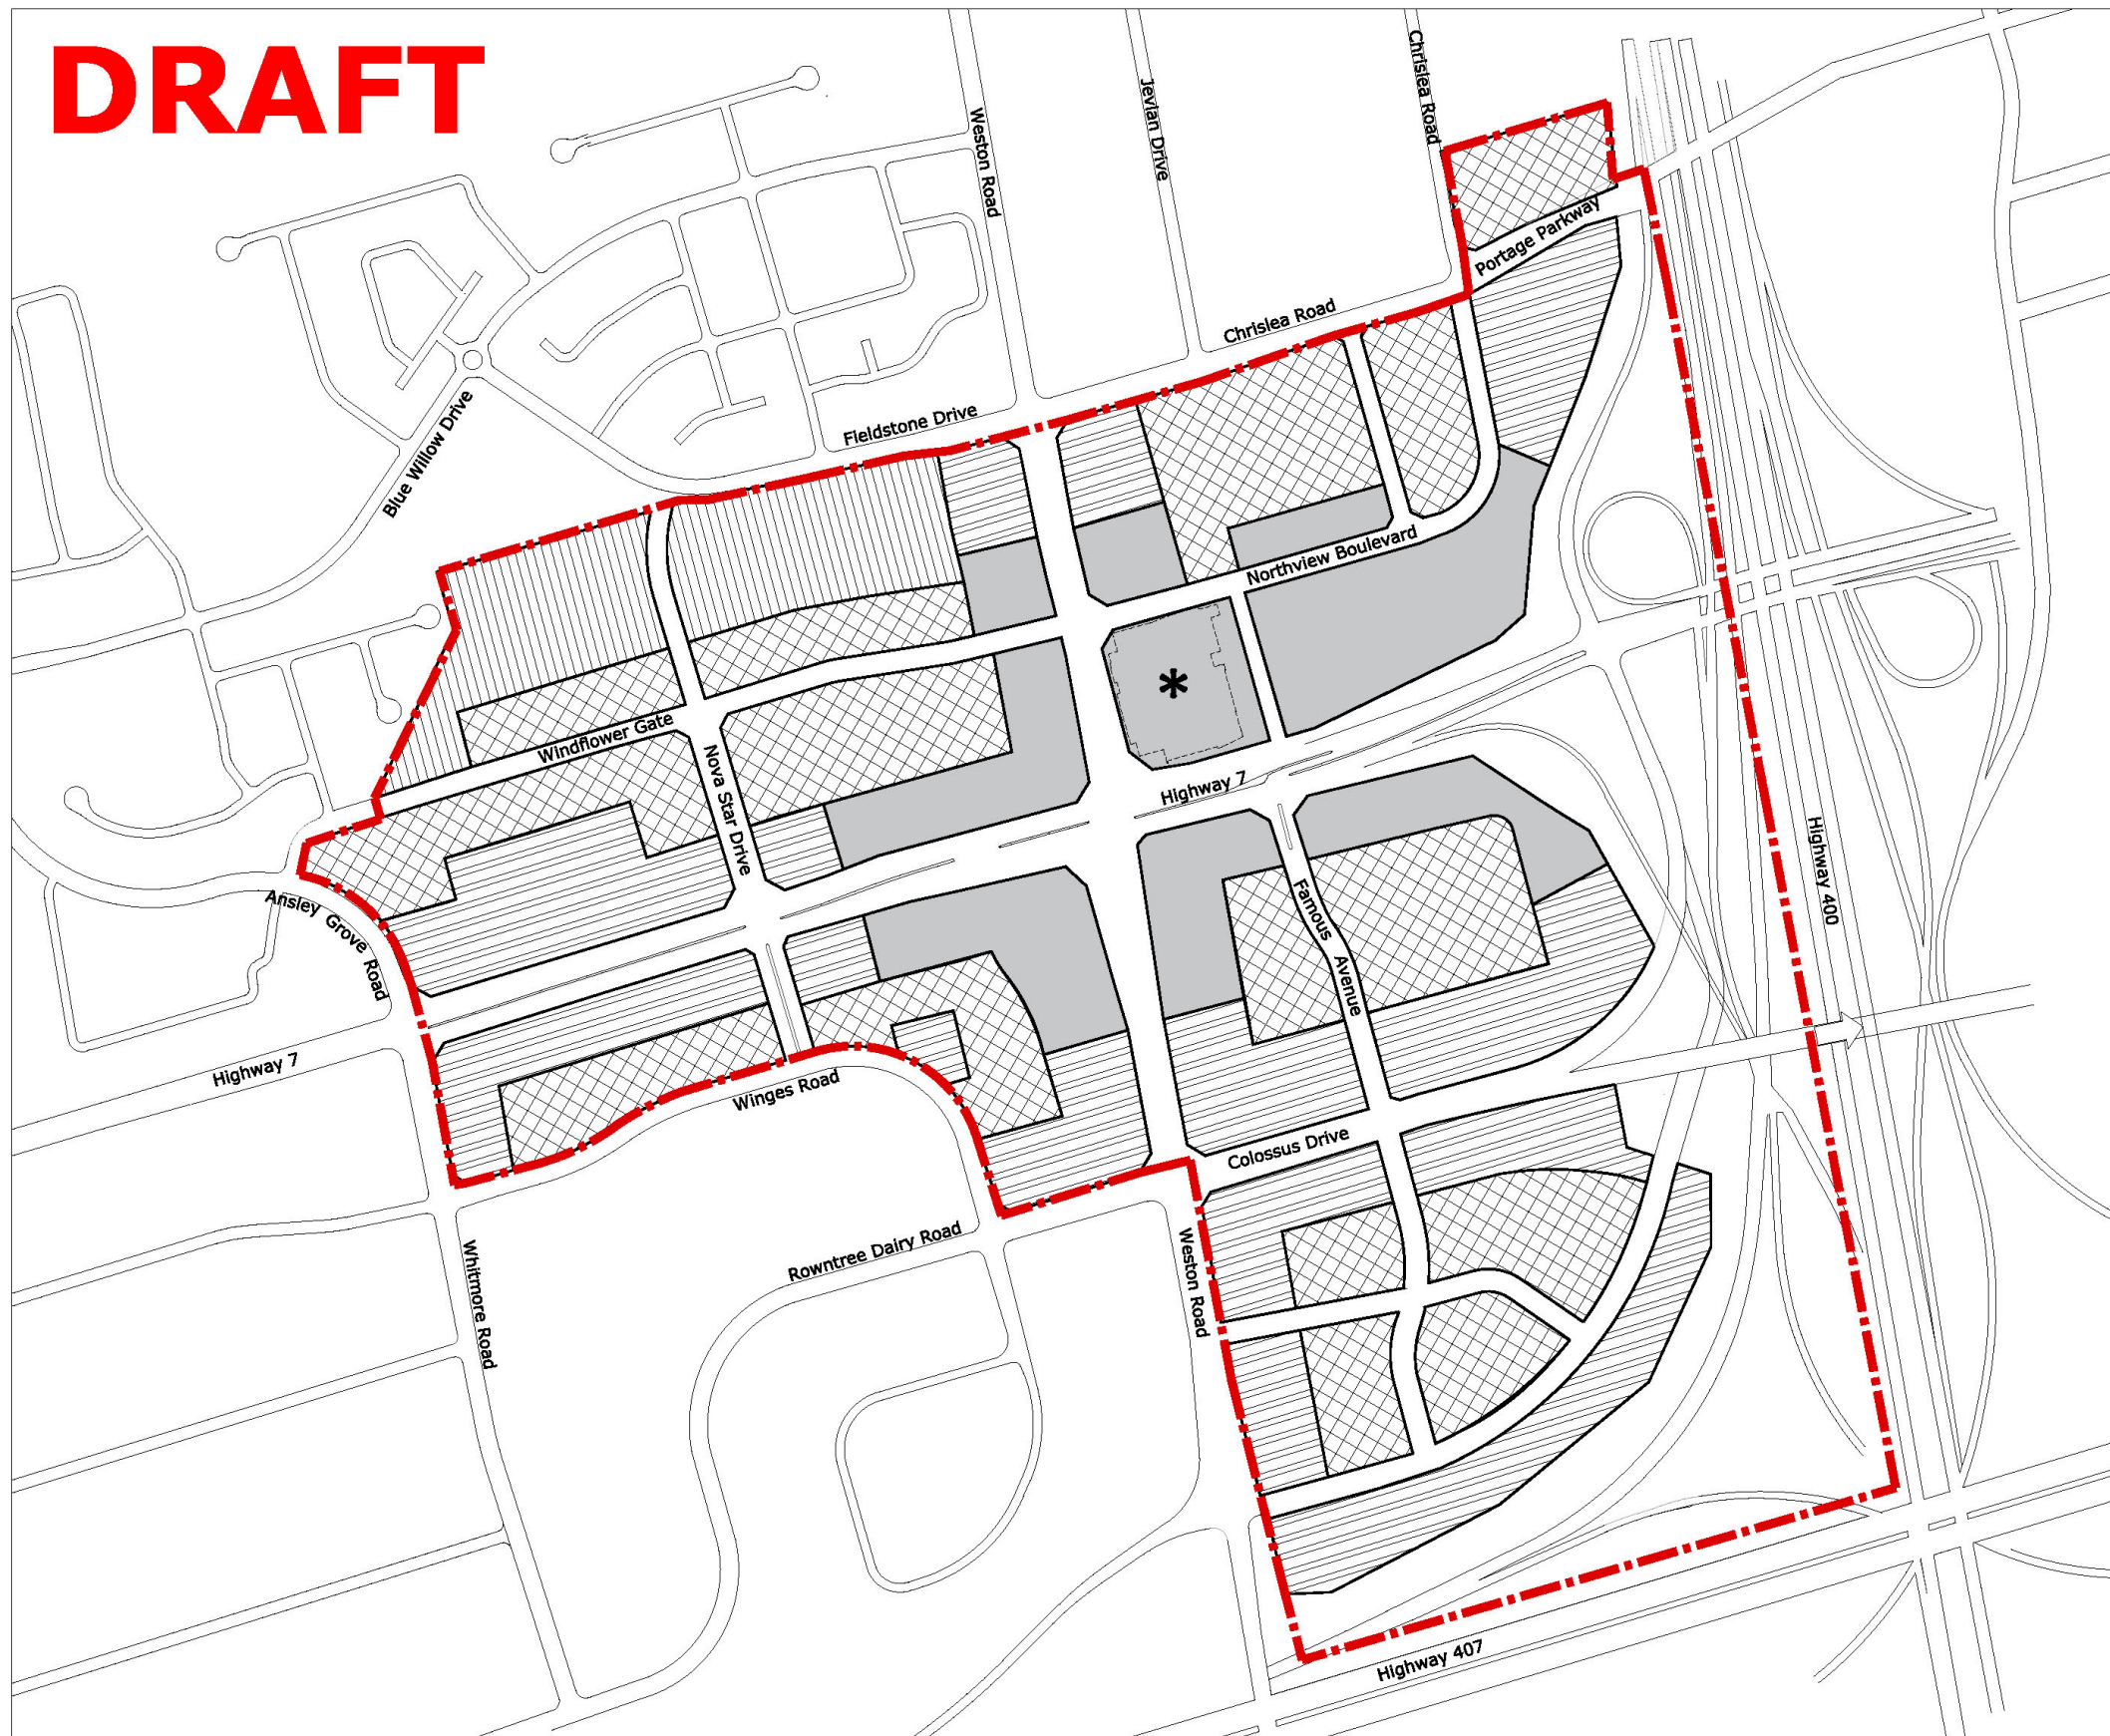 DRAFT
Weston Road
Jevlan Drive
Chrislea Road
Portage Parkway
Chrislea Road
Fieldstone Drive
Blue Willow Drive
Northview Boulevard
*
Windflower Gate
Nova Star Drive
Highway 7
Highway 400
Famous
Avenue
Ansley Grove Road
Highway 7
Winges Road
Colossus Drive
Rowntree Dairy Road
Weston Road
Whitmore Road
Highway 407